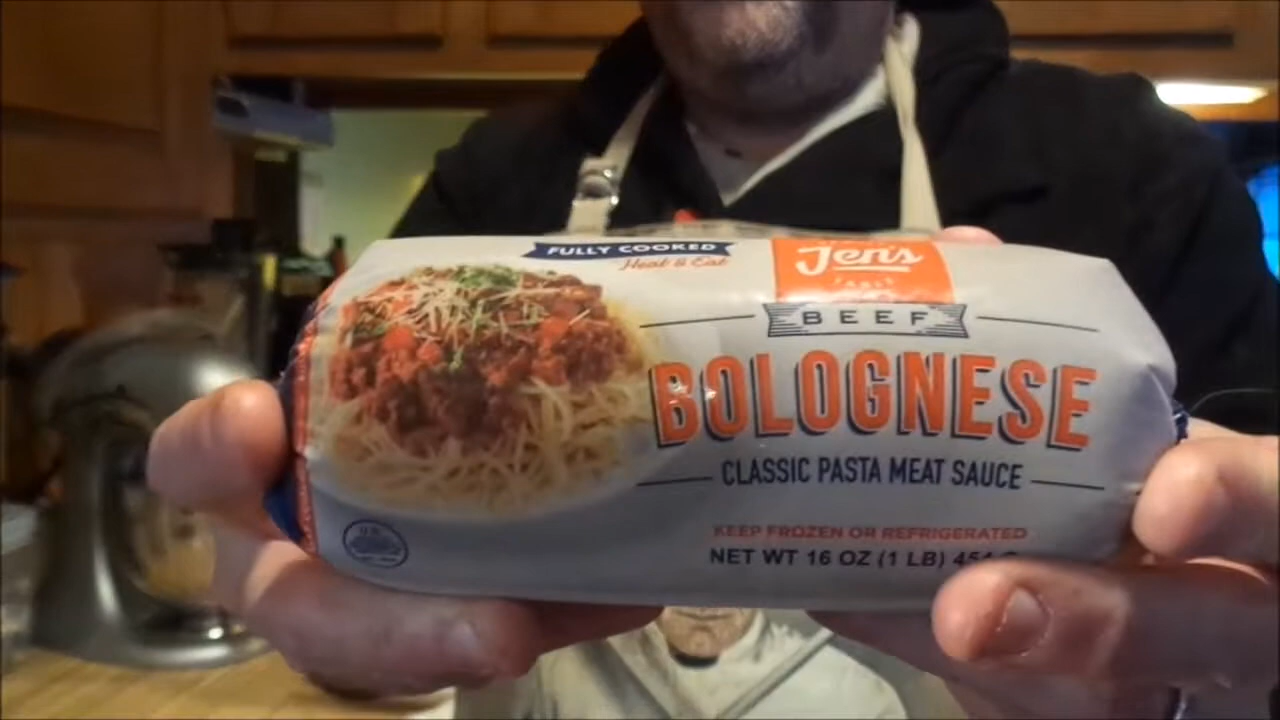 FULLY COOKED
Heat & Eat
Jen's
BEEF
BOLOGNESE
CLASSIC PASTA MEAT SAUCE
KEEP FROZEN OR REFRIGERATED
NET WT 16 OZ (1 LB) 454